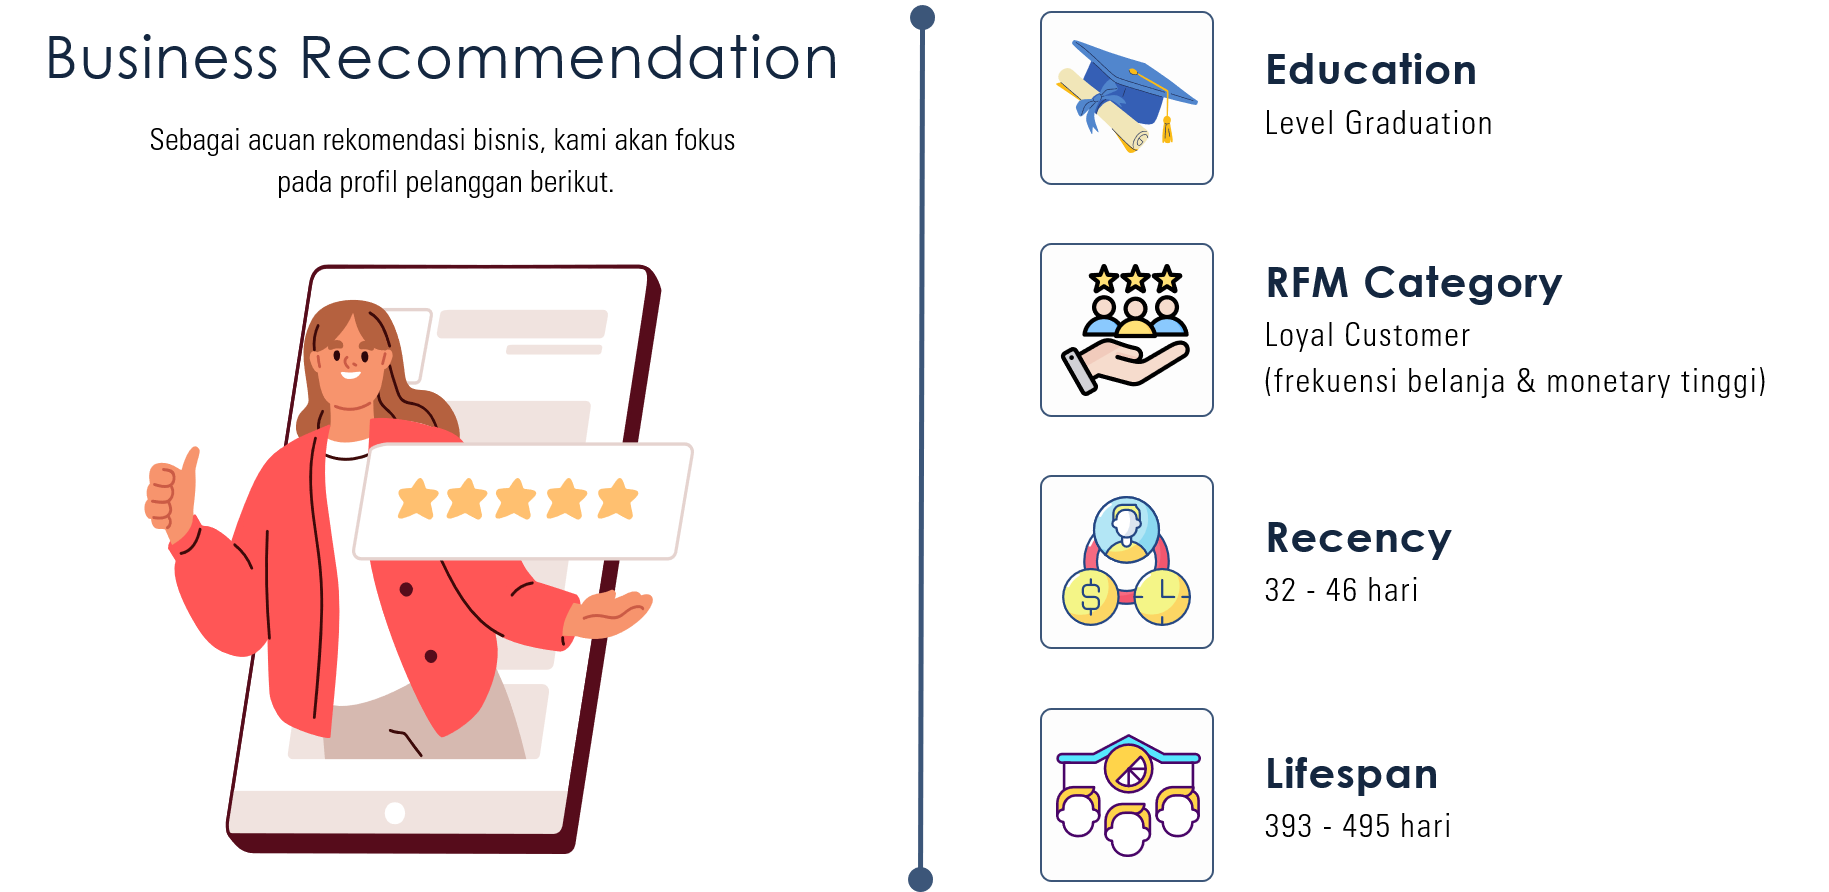 Business Recommendation
Sebagai acuan rekomendasi bisnis, kami akan fokus
pada profil pelanggan berikut.
Education
Level Graduation
RFM Category
Loyal Customer
(frekuensi belanja & monetary tinggi)
Recency
32 - 46 hari
Lifespan
393 - 495 hari